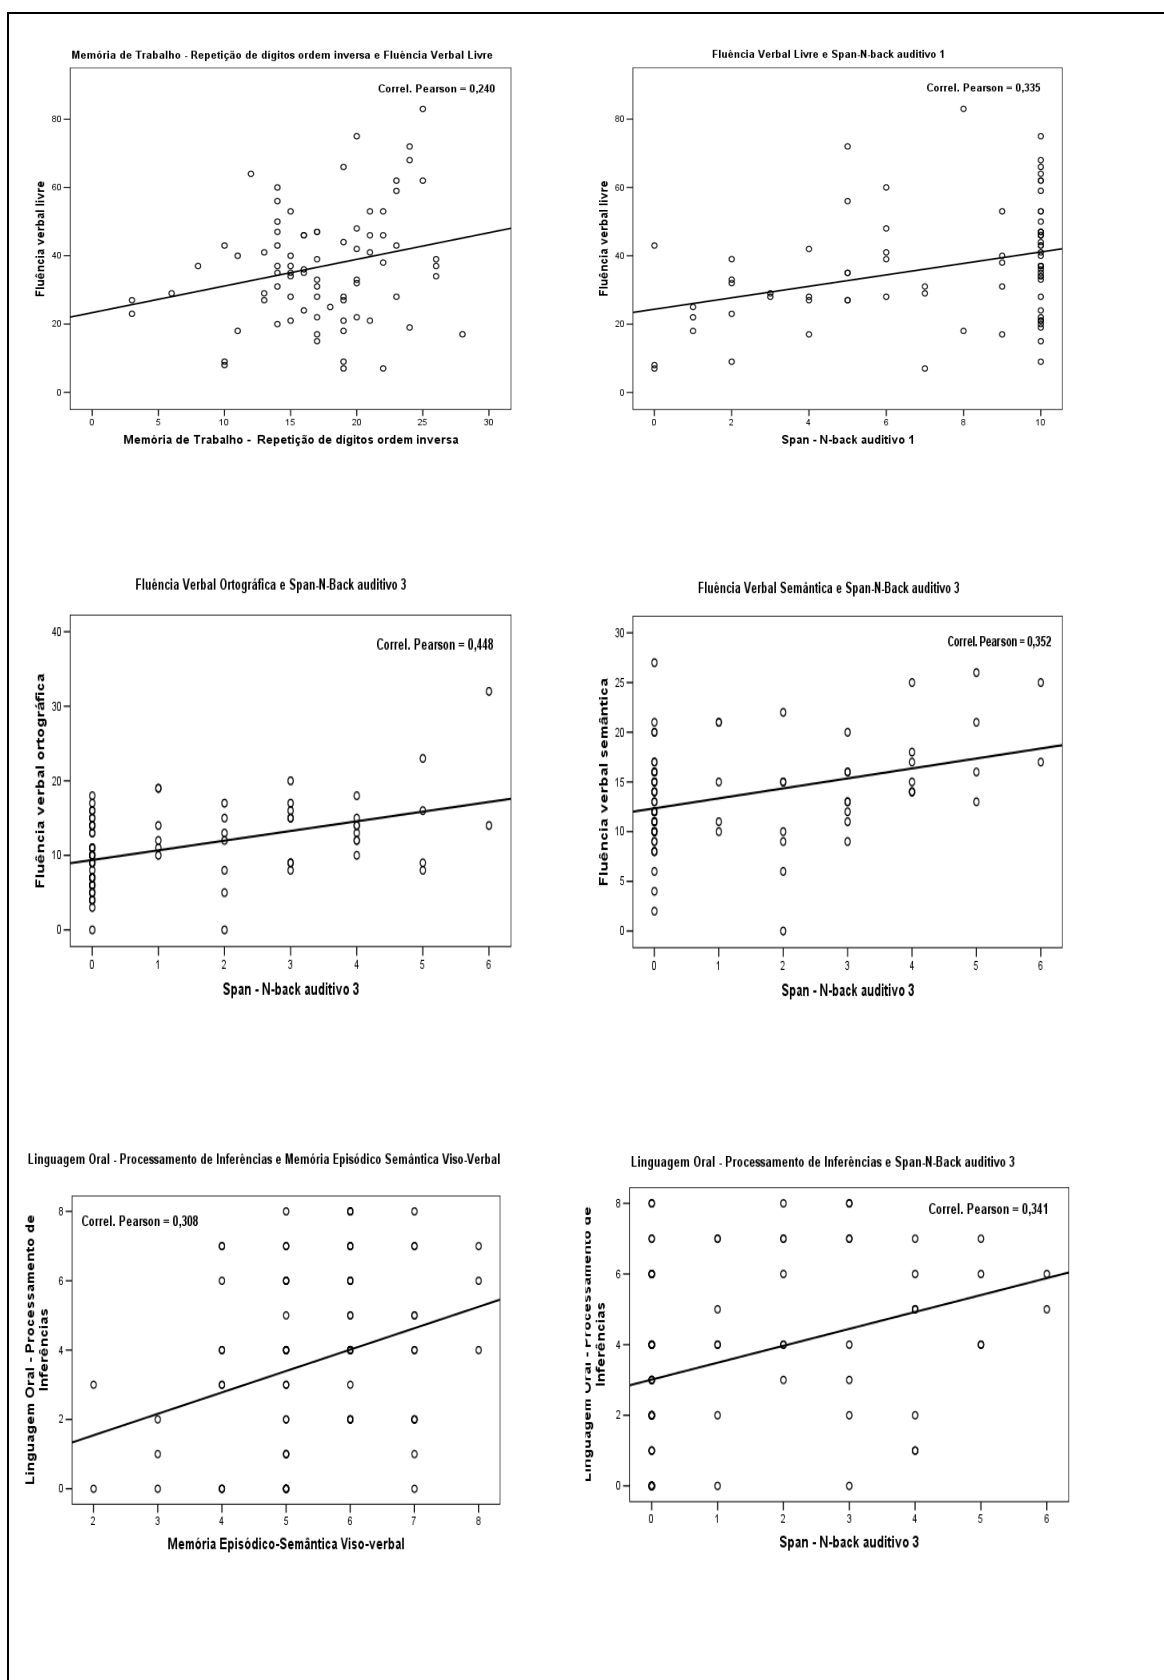 Memória de Trabalho - Repetição de dígitos ordem inversa e Fluência Verbal Livre
Correl. Pearson = 0,240
Fluência verbal livre
80
60
40
20
0
0 5 10 15 20 25 30
Memória de Trabalho - Repetição de dígitos ordem inversa
Fluência Verbal Livre e Span-N-back auditivo 1
Correl. Pearson = 0,335
Fluência verbal livre
80
60
40
20
0
0 2 4 6 8 10
Span - N-back auditivo 1
Fluência Verbal Ortográfica e Span-N-Back auditivo 3
Correl. Pearson = 0,448
Fluência verbal ortográfica
40
30
20
10
0
0 1 2 3 4 5 6
Span - N-back auditivo 3
Fluência Verbal Semântica e Span-N-Back auditivo 3
Correl. Pearson = 0,352
Fluência verbal semântica
30
25
20
15
10
5
0
0 1 2 3 4 5 6
Span - N-back auditivo 3
Linguagem Oral - Processamento de Inferências e Memória Episódico Semântica Viso-Verbal
Correl. Pearson = 0,308
Linguagem Oral - Processamento de
Inferências
8
6
4
2
0
2 3 4 5 6 7 8
Memória Episódico-Semântica Viso-verbal
Linguagem Oral - Processamento de Inferências e Span-N-Back auditivo 3
Correl. Pearson = 0,341
Linguagem Oral - Processamento de
Inferências
8
6
4
2
0
0 1 2 3 4 5 6
Span - N-back auditivo 3